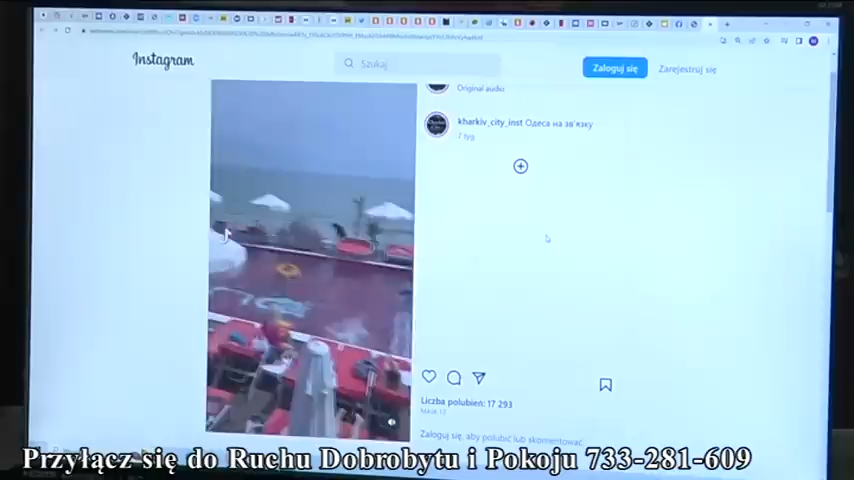 Instagram
Szukaj
Zaloguj się
Zarejestruj się
Original audio
kharkiv_city_inst Одеса на зв'язку
7 tyg.
Liczba polubień: 17 293
Zaloguj się, aby polubić lub skomentować.
Przyłącz się do Ruchu Dobrobytu i Pokoju 733-281-609